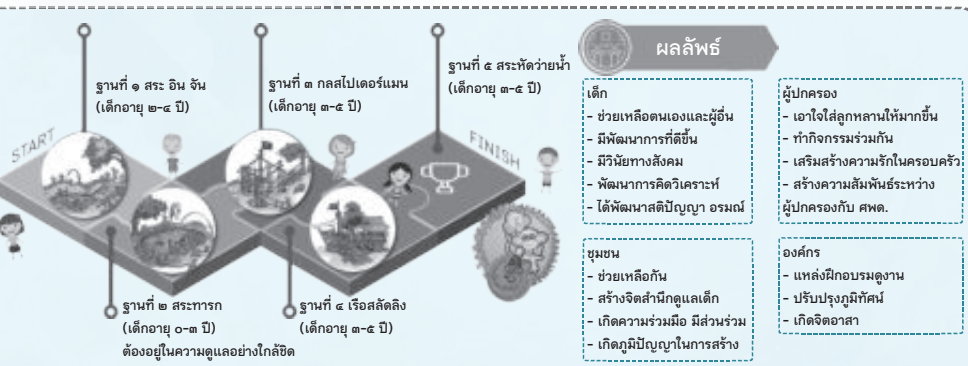 ฐานที่ ๑ สระ อิน จัน
(เด็กอายุ ๒-๔ ปี)
ฐานที่ ๓ กลสไปเดอร์แมน
(เด็กอายุ ๓-๕ ปี)
ฐานที่ ๕ สระหัดว่ายน้ำ
(เด็กอายุ ๓-๕ ปี)
START
FINISH
ฐานที่ ๒ สระทารก
(เด็กอายุ ๐-๓ ปี)
ต้องอยู่ในความดูแลอย่างใกล้ชิด
ฐานที่ ๔ เรือสลัดลิง
(เด็กอายุ ๓-๕ ปี)
ผลลัพธ์
เด็ก
- ช่วยเหลือตนเองและผู้อื่น
- มีพัฒนาการที่ดีขึ้น
- มีวินัยทางสังคม
- พัฒนาการคิดวิเคราะห์
- ได้พัฒนาสติปัญญา อรมณ์
ผู้ปกครอง
- เอาใจใส่ลูกหลานให้มากขึ้น
- ทำกิจกรรมร่วมกัน
- เสริมสร้างความรักในครอบครัว
- สร้างความสัมพันธ์ระหว่าง
ผู้ปกครองกับ ศพด.
ชุมชน
- ช่วยเหลือกัน
- สร้างจิตสำนึกดูแลเด็ก
- เกิดความร่วมมือ มีส่วนร่วม
- เกิดภูมิปัญญาในการสร้าง
องค์กร
- แหล่งฝึกอบรมดูงาน
- ปรับปรุงภูมิทัศน์
- เกิดจิตอาสา